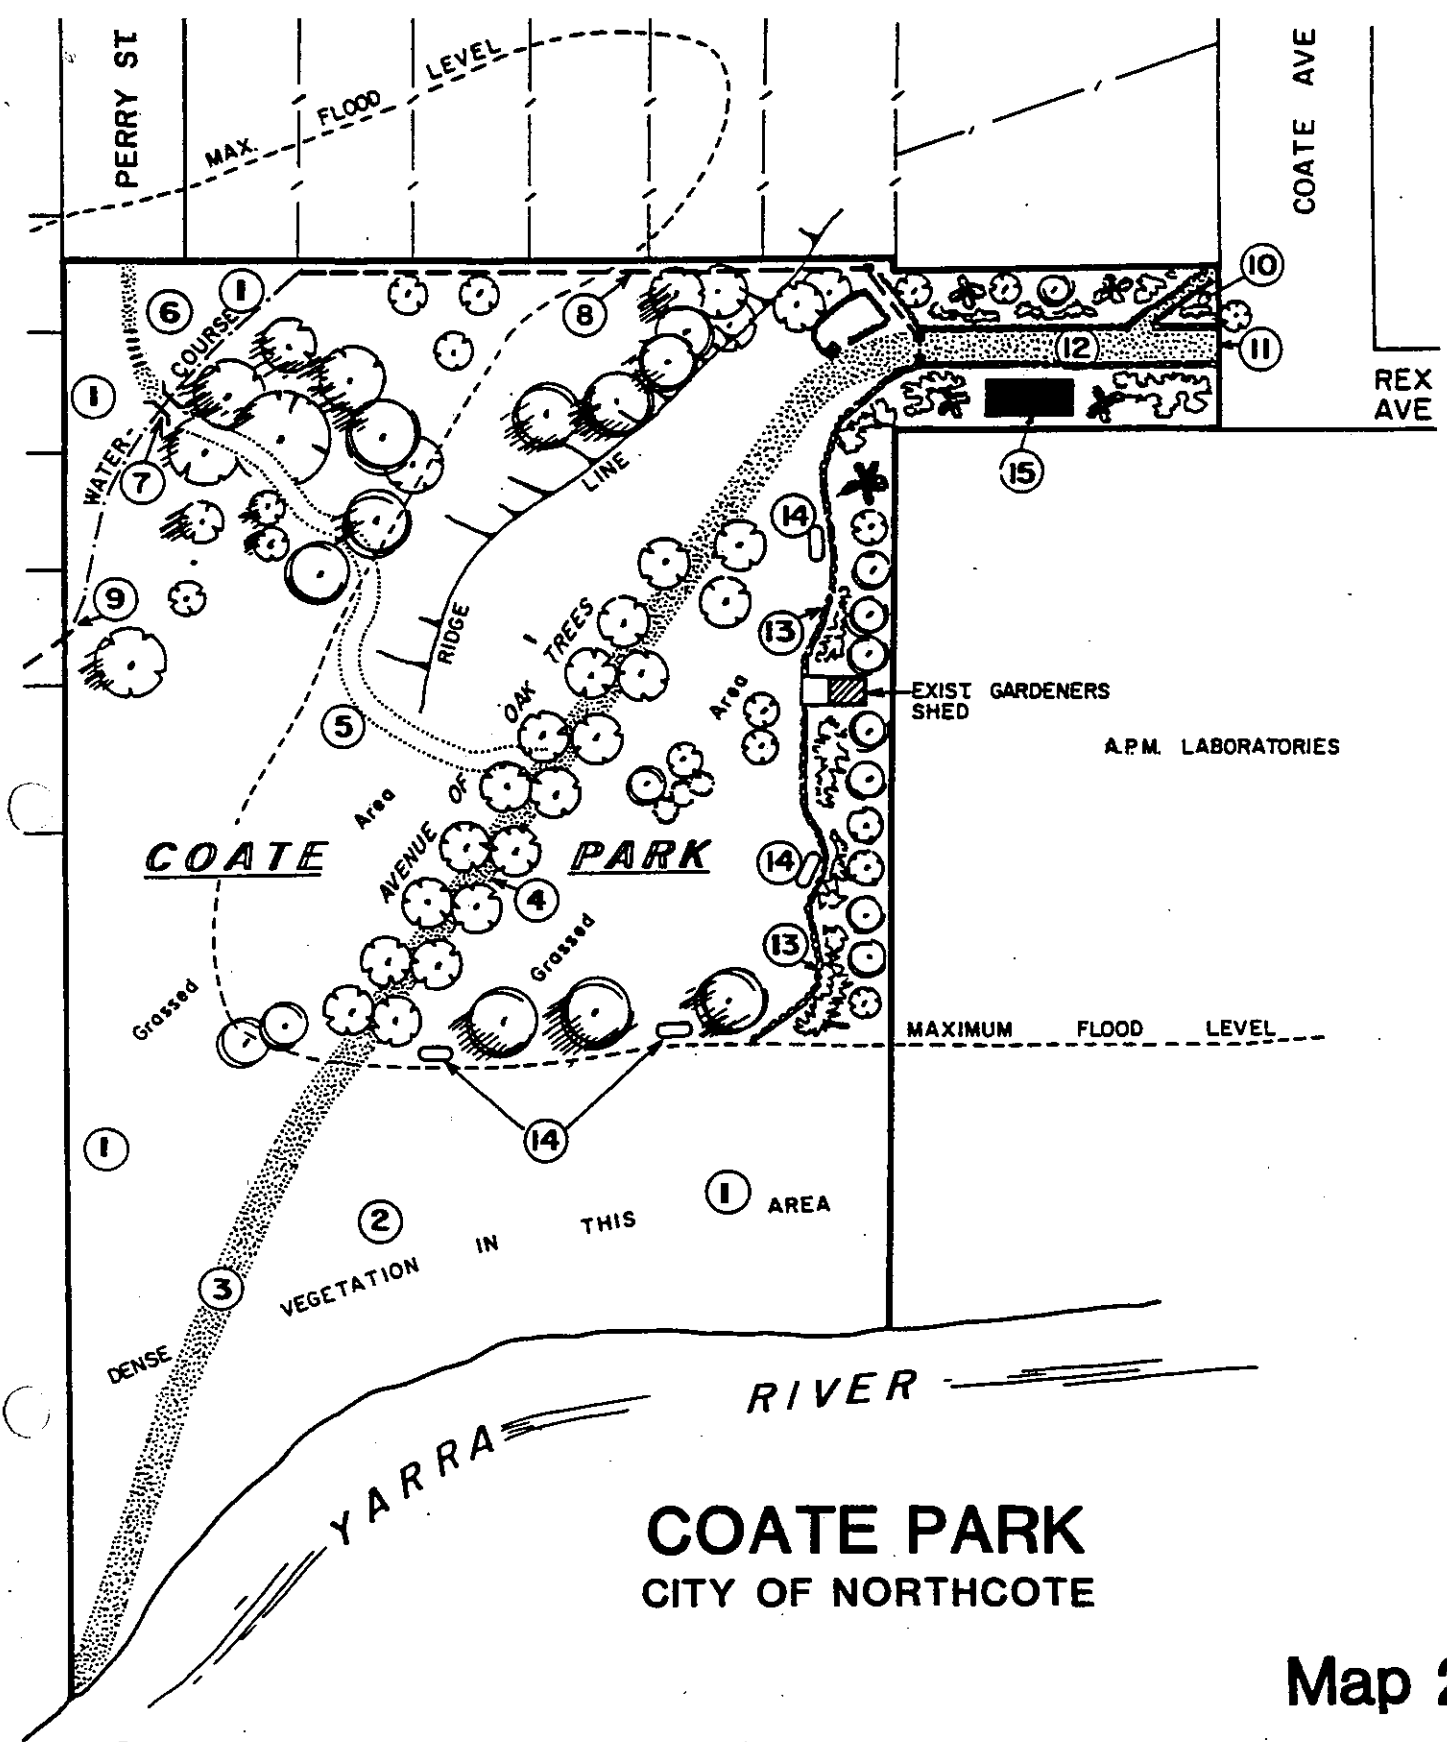 PERRY ST.
MAX. FLOOD LEVEL
COATE AVE
REX
AVE
10
11
12
15
8
1
6
WATER COURSE
1
7
9
RIDGE LINE
14
13
EXIST GARDENERS
SHED
A.P.M. LABORATORIES
5
AVENUE OF OAK TREES
Grassed Area
Grassed Area
COATE PARK
14
4
13
MAXIMUM FLOOD LEVEL
14
1
1
2
3
DENSE VEGETATION IN THIS AREA
YARRA RIVER
COATE PARK
CITY OF NORTHCOTE
Map 2